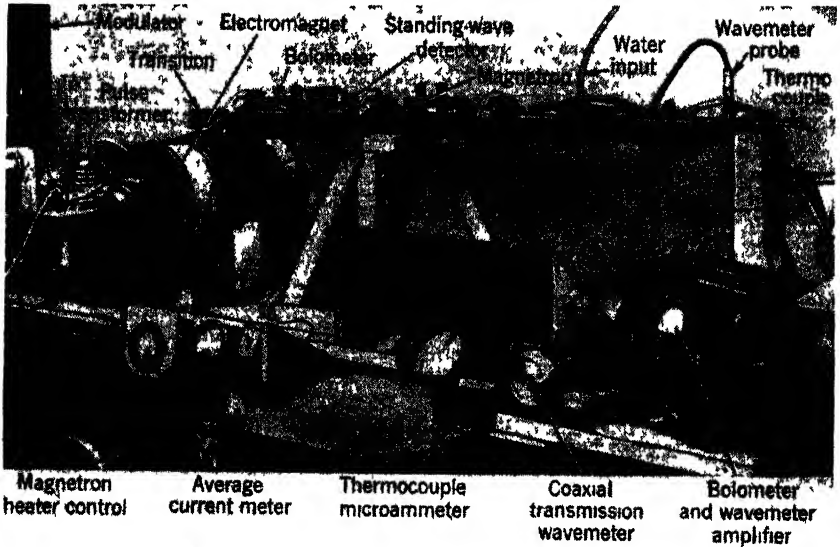 Modulator
Electromagnet
Standing-wave
detector
Wavemeter
probe
Transition
Bolometer
Magnetron
Water
input
Thermo
couple
Pulse
transformer
Magnetron
heater control
Average
current meter
Thermocouple
microammeter
Coaxial
transmission
wavemeter
Bolometer
and wavemeter
amplifier